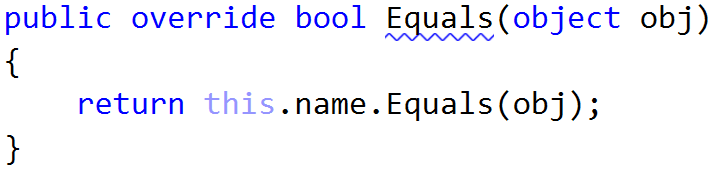 public override bool Equals(object obj)
{
    return this.name.Equals(obj);
}